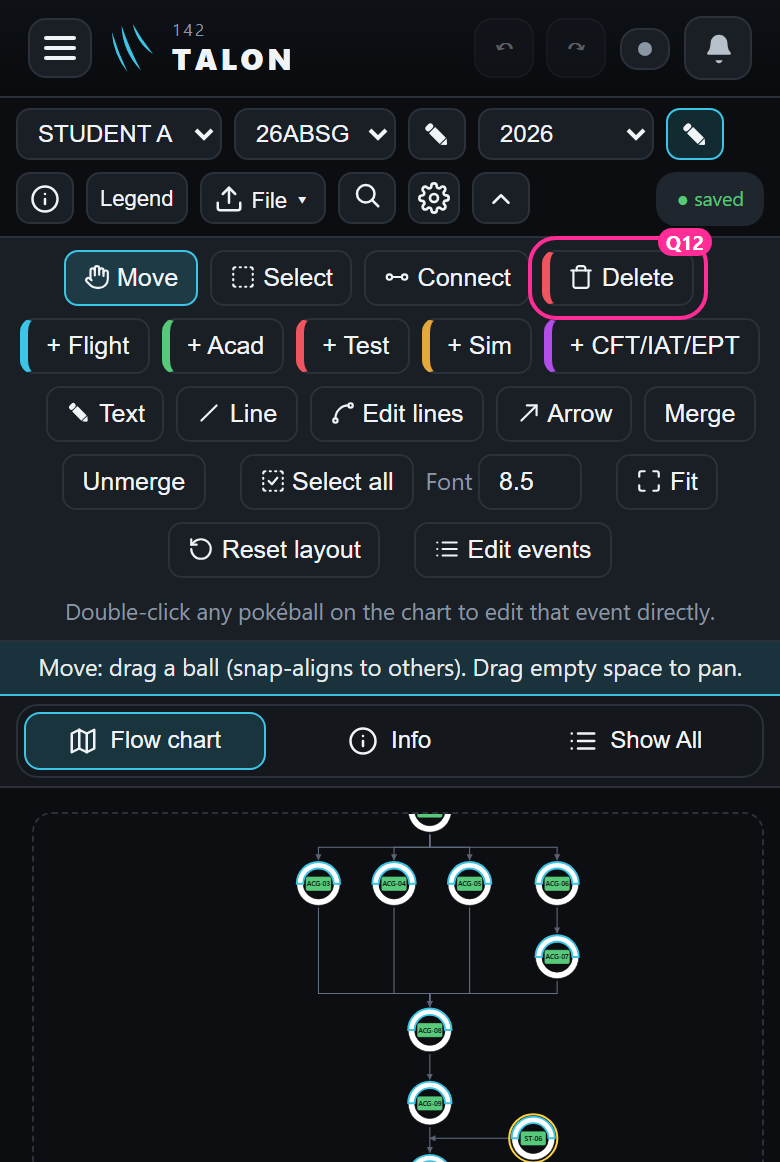 142
TALON
STUDENT A
26ABSG
2026
Legend
File
saved
Q12
Move
Select
Connect
Delete
+ Flight
+ Acad
+ Test
+ Sim
+ CFT/IAT/EPT
Text
Line
Edit lines
Arrow
Merge
Unmerge
Select all
Font
8.5
Fit
Reset layout
Edit events
Double-click any pokéball on the chart to edit that event directly.
Move: drag a ball (snap-aligns to others). Drag empty space to pan.
Flow chart
Info
Show All
ACG-03
ACG-04
ACG-05
ACG-06
ACG-07
ACG-08
ACG-09
ST-06